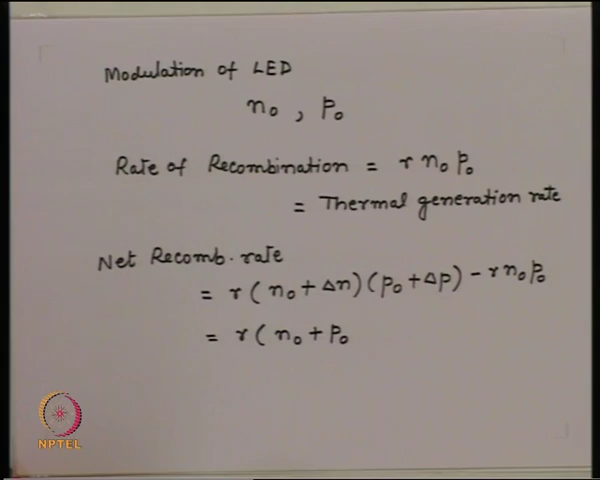 Modulation of LED
n₀ , p₀
Rate of Recombination = r n₀ p₀
= Thermal generation rate
Net Recomb. rate
= r ( n₀ + Δn ) ( p₀ + Δp ) - r n₀ p₀
= r ( n₀ + p₀
NPTEL